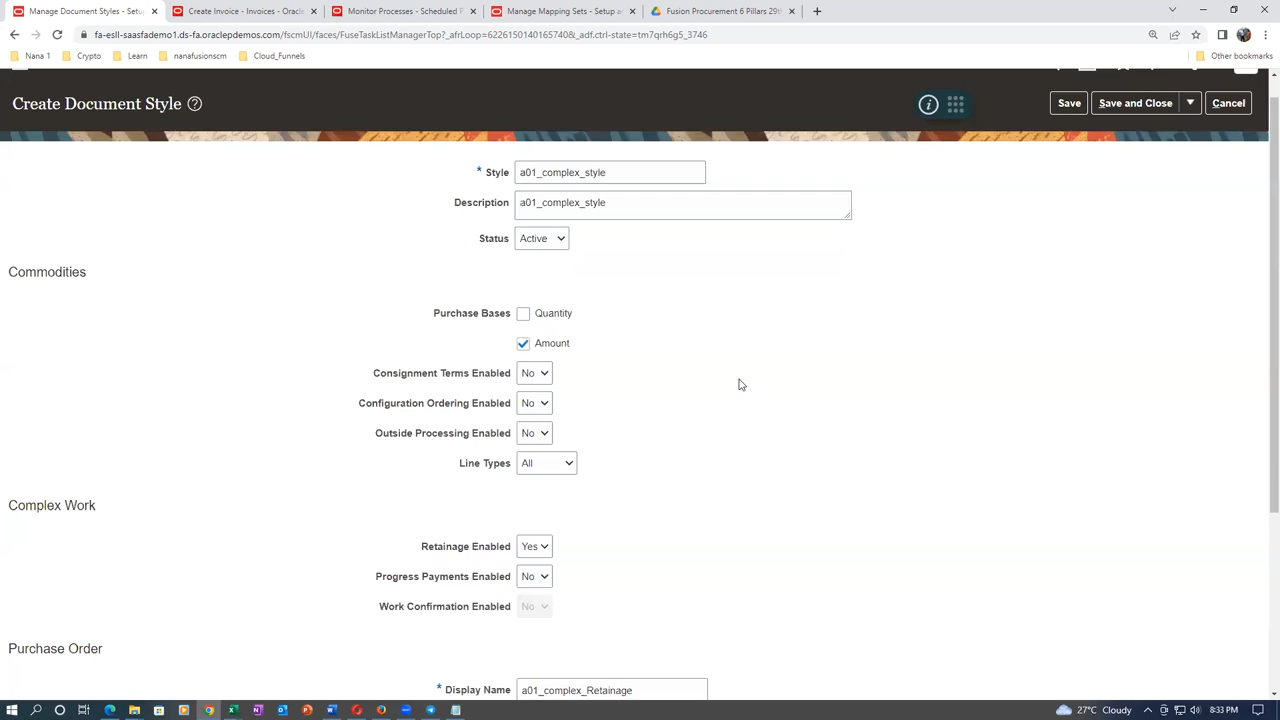 Manage Document Styles - Setup
Create Invoice - Invoices - Oracle
Monitor Processes - Scheduled P
Manage Mapping Sets - Setup a
Fusion Procurement 6 Pillars 29th
fa-esll-saasfademo1.ds-fa.oraclepdemos.com/fscmUI/faces/FuseTaskListManagerTop?_afrLoop=62261501401657740&_adf.ctrl-state=tm7qrh6g5_3746
Nana 1
Crypto
Learn
nanafusionscm
Cloud_Funnels
Other bookmarks
Create Document Style
Save
Save and Close
Cancel
* Style a01_complex_style
Description a01_complex_style
Status Active
Commodities
Purchase Bases Quantity
Amount
Consignment Terms Enabled No
Configuration Ordering Enabled No
Outside Processing Enabled No
Line Types All
Complex Work
Retainage Enabled Yes
Progress Payments Enabled No
Work Confirmation Enabled No
Purchase Order
* Display Name a01_complex_Retainage
27°C Cloudy
8:33 PM